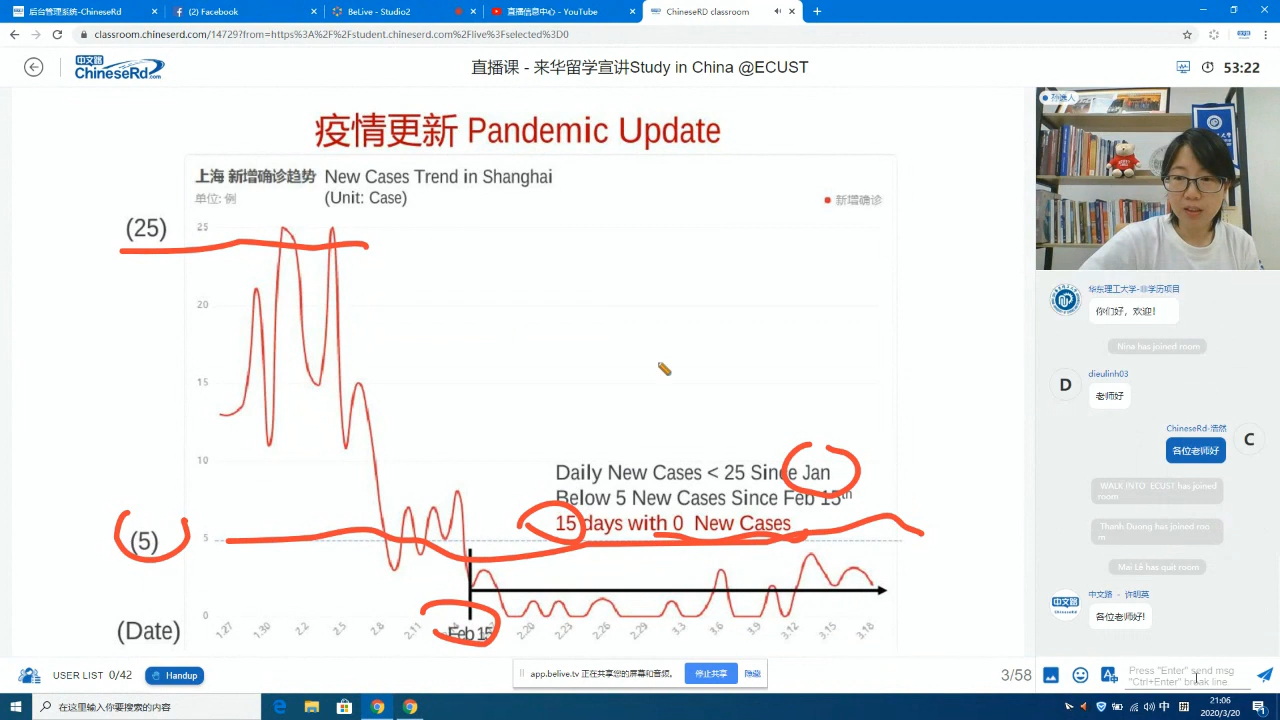 后台管理系统-ChineseRd
(2) Facebook
BeLive - Studio2
直播信息中心 - YouTube
ChineseRD classroom
classroom.chineserd.com/14729?from=https%3A%2F%2Fstudent.chineserd.com%2Flive%3Fselected%3D0
中文路
ChineseRd.com
直播课 - 来华留学宣讲Study in China @ECUST
53:22
疫情更新 Pandemic Update
上海 新增确诊趋势 New Cases Trend in Shanghai
单位: 例 (Unit: Case)
新增确诊
(25)
25
20
15
10
(5)
5
0
Daily New Cases < 25 Since Jan
Below 5 New Cases Since Feb 15th
15 days with 0 New Cases
(Date)
1.27
1.30
2.2
2.5
2.8
2.11
Feb 15
2.20
2.23
2.26
2.29
3.3
3.6
3.9
3.12
3.15
3.18
华东理工大学-非学历项目
你们好，欢迎！
Nina has joined room
D
dieulinh03
老师好
ChineseRd-浩然
C
各位老师好
WALK INTO ECUST has joined
room
Thanh Duong has joined roo
m
Mai Lê has quit room
中文路
中文路 - 许明英
各位老师好!
USER LIST 0/42
Handup
app.belive.tv 正在共享您的屏幕和音频。
停止共享
隐藏
3/58
Press "Enter" send msg
"Ctrl+Enter" break line
在这里输入你要搜索的内容
中
拼
21:06
2020/3/20